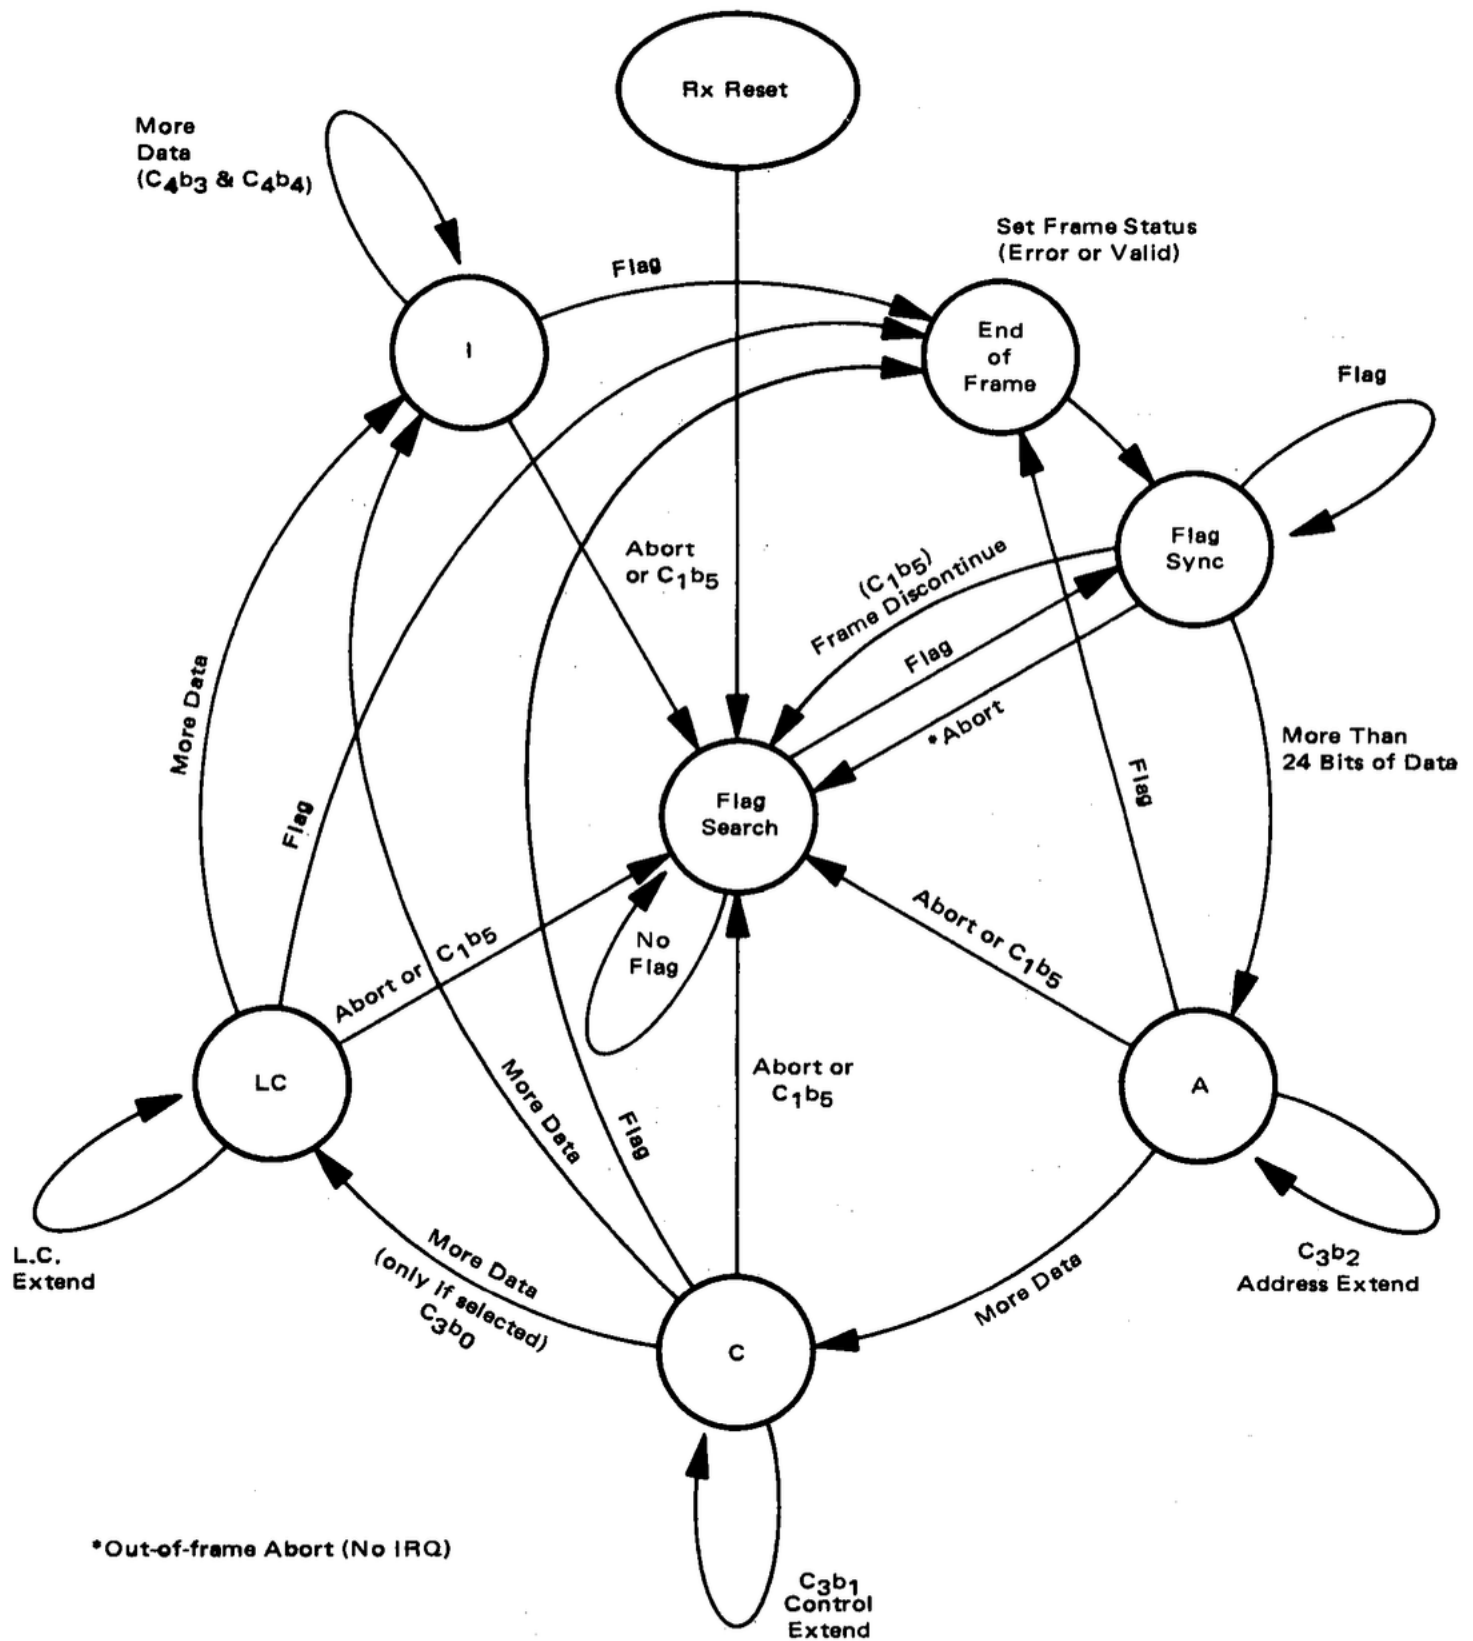 Rx Reset
More
Data
(C4b3 & C4b4)
Set Frame Status
(Error or Valid)
Flag
I
End
of
Frame
Flag
Flag
Sync
Abort
or C1b5
(C1b5)
Frame Discontinue
Flag
*Abort
More Data
Flag
More Than
24 Bits of Data
Flag
Flag
Search
Abort or C1b5
Abort or C1b5
No
Flag
LC
More Data
Flag
Abort or
C1b5
A
L.C.
Extend
More Data
(only if selected)
C3b0
C
More Data
C3b2
Address Extend
*Out-of-frame Abort (No IRQ)
C3b1
Control
Extend